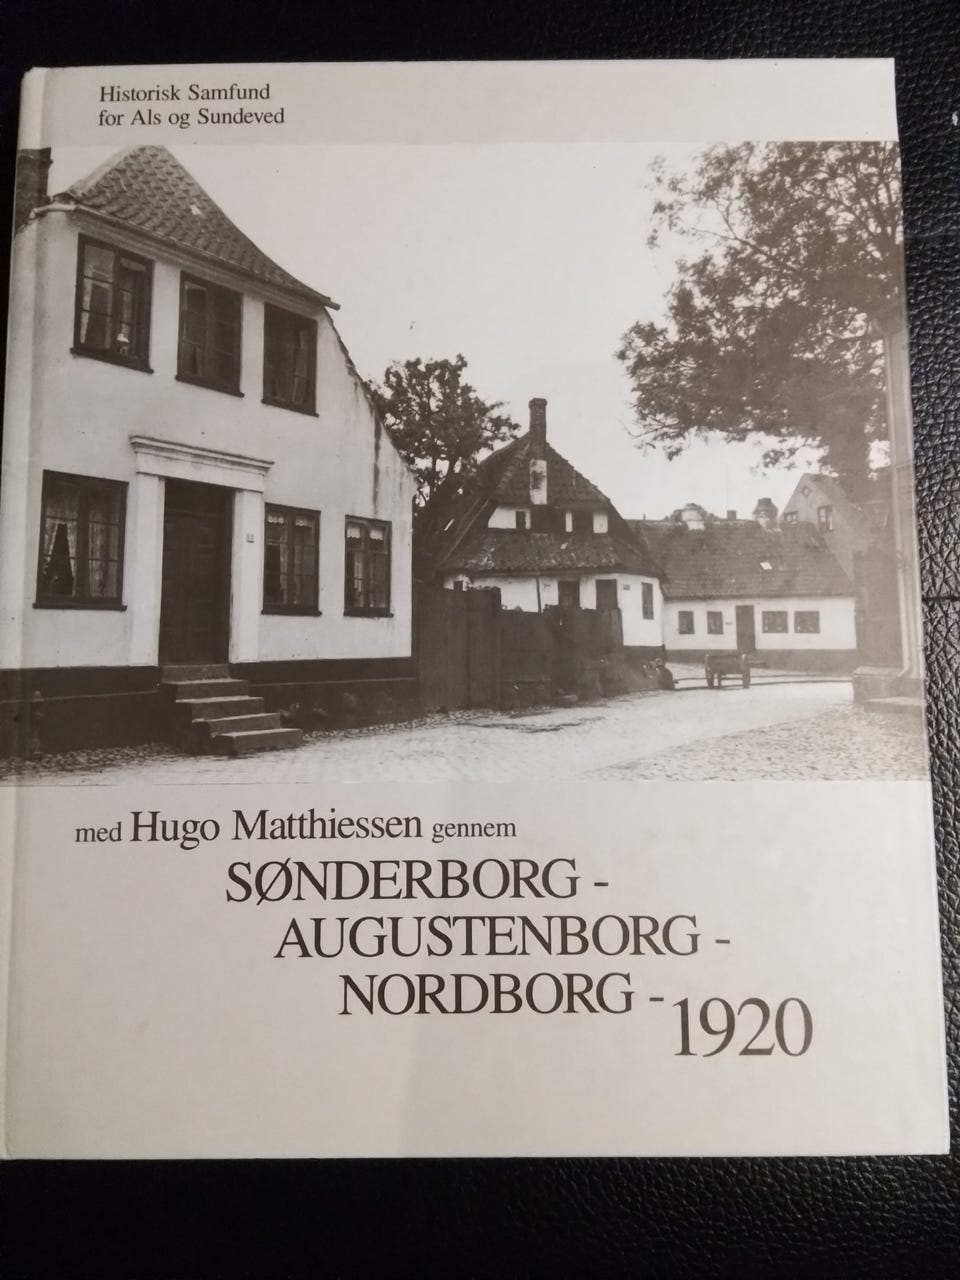 Historisk Samfund
for Als og Sundeved
med Hugo Matthiessen gennem
SØNDERBORG -
AUGUSTENBORG -
NORDBORG - 1920